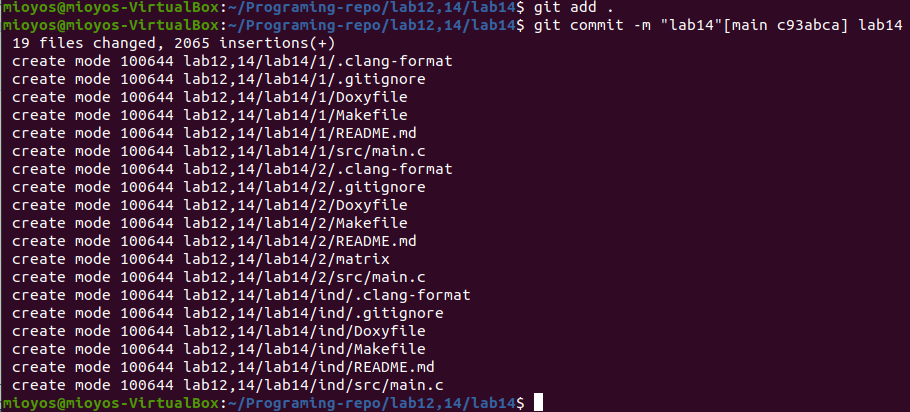 mioyos@mioyos-VirtualBox:~/Programing-repo/lab12,14/lab14$ git add .
mioyos@mioyos-VirtualBox:~/Programing-repo/lab12,14/lab14$ git commit -m "lab14"[main c93abca] lab14
 19 files changed, 2065 insertions(+)
 create mode 100644 lab12,14/lab14/1/.clang-format
 create mode 100644 lab12,14/lab14/1/.gitignore
 create mode 100644 lab12,14/lab14/1/Doxyfile
 create mode 100644 lab12,14/lab14/1/Makefile
 create mode 100644 lab12,14/lab14/1/README.md
 create mode 100644 lab12,14/lab14/1/src/main.c
 create mode 100644 lab12,14/lab14/2/.clang-format
 create mode 100644 lab12,14/lab14/2/.gitignore
 create mode 100644 lab12,14/lab14/2/Doxyfile
 create mode 100644 lab12,14/lab14/2/Makefile
 create mode 100644 lab12,14/lab14/2/README.md
 create mode 100644 lab12,14/lab14/2/matrix
 create mode 100644 lab12,14/lab14/2/src/main.c
 create mode 100644 lab12,14/lab14/ind/.clang-format
 create mode 100644 lab12,14/lab14/ind/.gitignore
 create mode 100644 lab12,14/lab14/ind/Doxyfile
 create mode 100644 lab12,14/lab14/ind/Makefile
 create mode 100644 lab12,14/lab14/ind/README.md
 create mode 100644 lab12,14/lab14/ind/src/main.c
mioyos@mioyos-VirtualBox:~/Programing-repo/lab12,14/lab14$